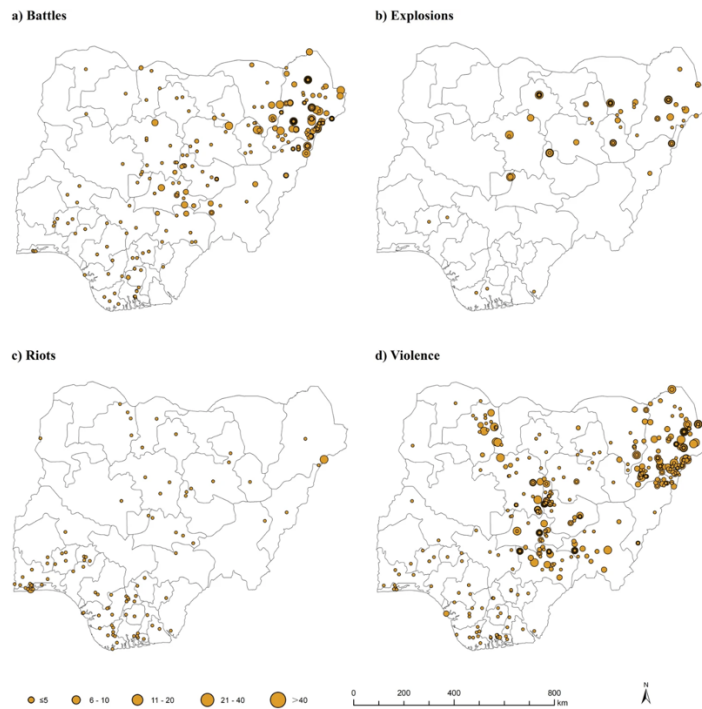 a) Battles
b) Explosions
c) Riots
d) Violence
≤5 6 - 10 11 - 20 21 - 40 >40
0 200 400 800
km
N